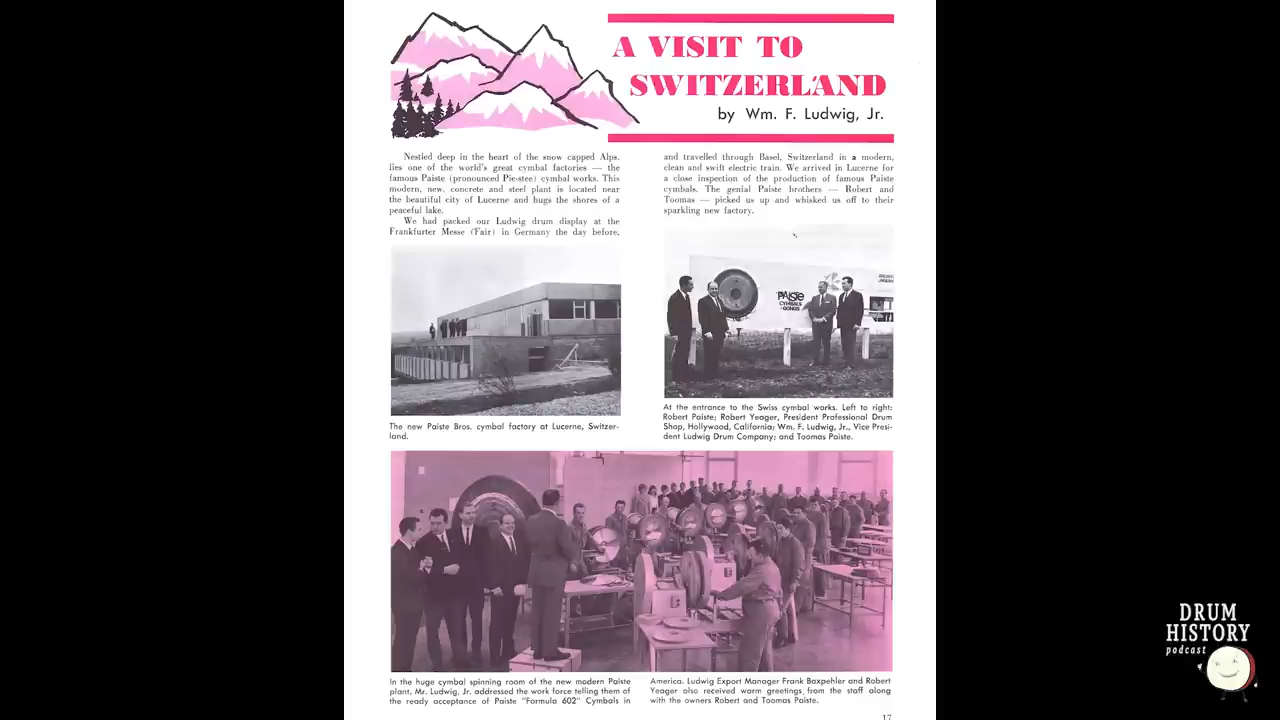 A VISIT TO
SWITZERLAND
by Wm. F. Ludwig, Jr.
Nestled deep in the heart of the snow capped Alps,
lies one of the world's great cymbal factories — the
famous Paiste (pronounced Pie-stee) cymbal works. This
modern, new, concrete and steel plant is located near
the beautiful city of Lucerne and hugs the shores of a
peaceful lake.
We had packed our Ludwig drum display at the
Frankfurter Messe (Fair) in Germany the day before,
and travelled through Basel, Switzerland in a modern,
clean and swift electric train. We arrived in Lucerne for
a close inspection of the production of famous Paiste
cymbals. The genial Paiste brothers — Robert and
Toomas — picked us up and whisked us off to their
sparkling new factory.
The new Paiste Bros. cymbal factory at Lucerne, Switzer-
land.
PAiSTe
CYMBALS
GONGS
At the entrance to the Swiss cymbal works. Left to right:
Robert Paiste; Robert Yeager, President Professional Drum
Shop, Hollywood, California; Wm. F. Ludwig, Jr., Vice Presi-
dent Ludwig Drum Company; and Toomas Paiste.
In the huge cymbal spinning room of the new modern Paiste
plant, Mr. Ludwig, Jr. addressed the work force telling them of
the ready acceptance of Paiste "Formula 602" Cymbals in
America. Ludwig Export Manager Frank Baxpehler and Robert
Yeager also received warm greetings from the staff along
with the owners Robert and Toomas Paiste.
17
DRUM
HISTORY
podcast